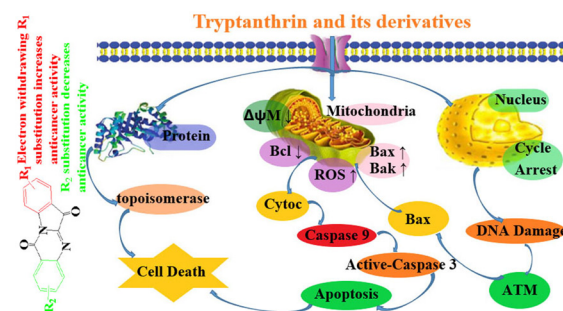 Tryptanthrin and its derivatives
R1 Electron withdrawing R1
substitution increases
anticancer activity
R2 substitution decreases
anticancer activity
R1
O
N
N
O
R2
Protein
topoisomerase
Cell Death
ΔψM ↓
Mitochondria
Bcl ↓
ROS ↑
Bax ↑
Bak ↑
Cytoc
Caspase 9
Active-Caspase 3
Apoptosis
Bax
Nucleus
Cycle
Arrest
DNA Damage
ATM